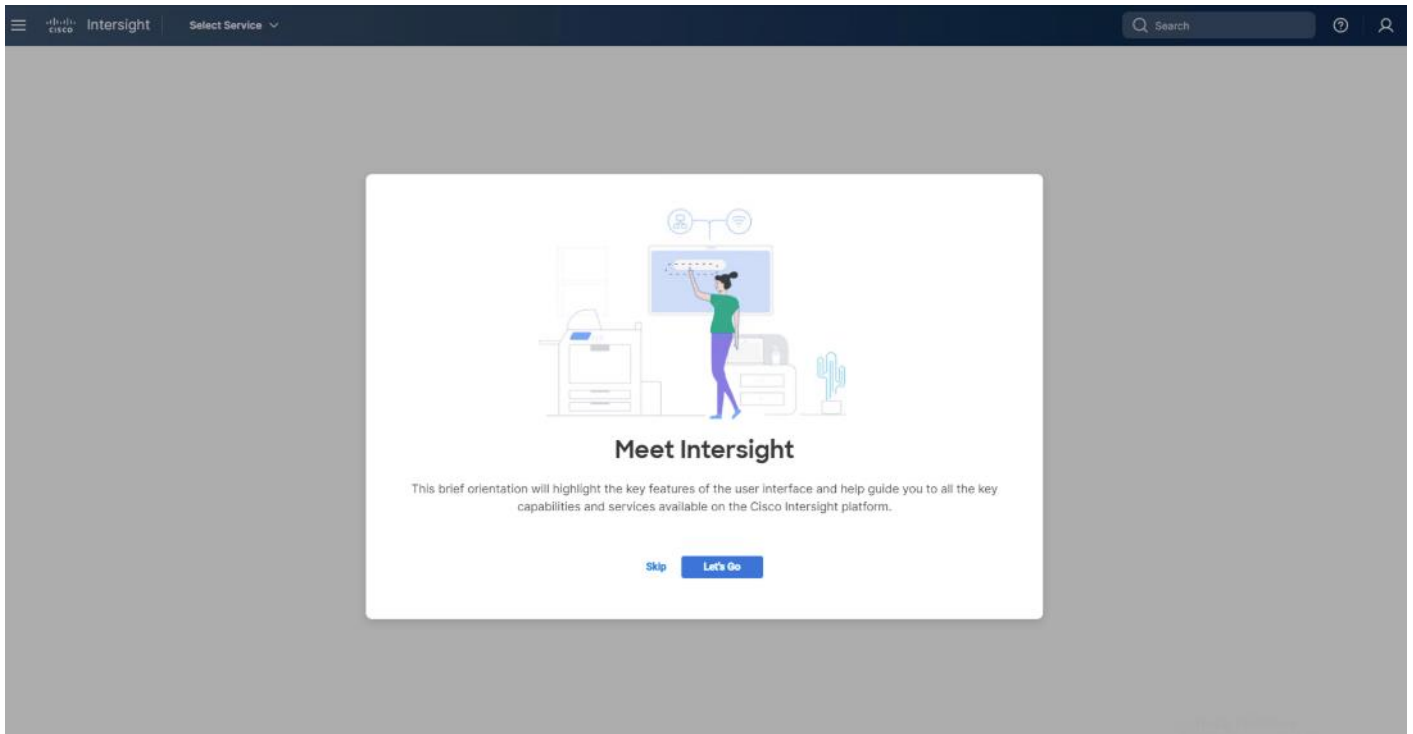 cisco Intersight Select Service Search
Meet Intersight
This brief orientation will highlight the key features of the user interface and help guide you to all the key
capabilities and services available on the Cisco Intersight platform.
Skip Let's Go